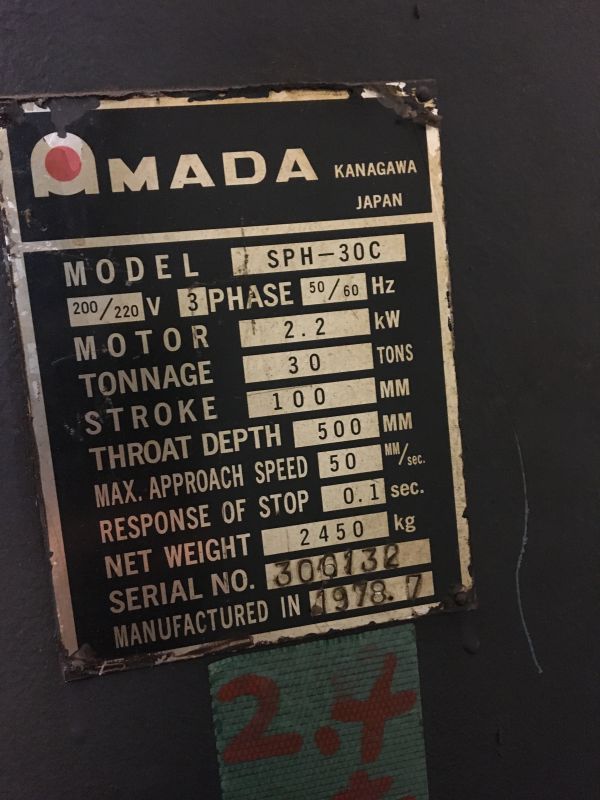 AMADA KANAGAWA
JAPAN
MODEL SPH-30C
200/220 V 3 PHASE 50/60 Hz
MOTOR 2.2 kW
TONNAGE 30 TONS
STROKE 100 MM
THROAT DEPTH 500 MM
MAX. APPROACH SPEED 50 MM/sec.
RESPONSE OF STOP 0.1 sec.
NET WEIGHT 2450 kg
SERIAL NO. 306132
MANUFACTURED IN 1978.7
2.4